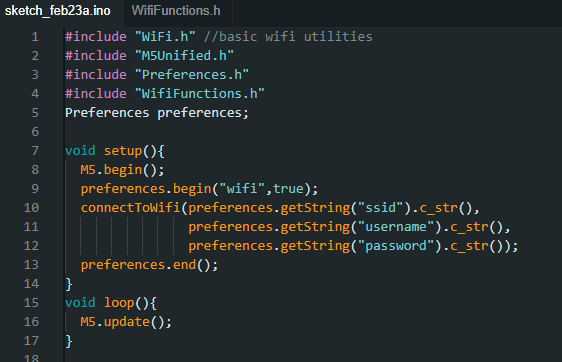 sketch_feb23a.ino WifiFunctions.h
1 #include "WiFi.h" //basic wifi utilities
2 #include "M5Unified.h"
3 #include "Preferences.h"
4 #include "WifiFunctions.h"
5 Preferences preferences;
6
7 void setup(){
8 M5.begin();
9 preferences.begin("wifi",true);
10 connectToWifi(preferences.getString("ssid").c_str(),
11 preferences.getString("username").c_str(),
12 preferences.getString("password").c_str());
13 preferences.end();
14 }
15 void loop(){
16 M5.update();
17 }
18